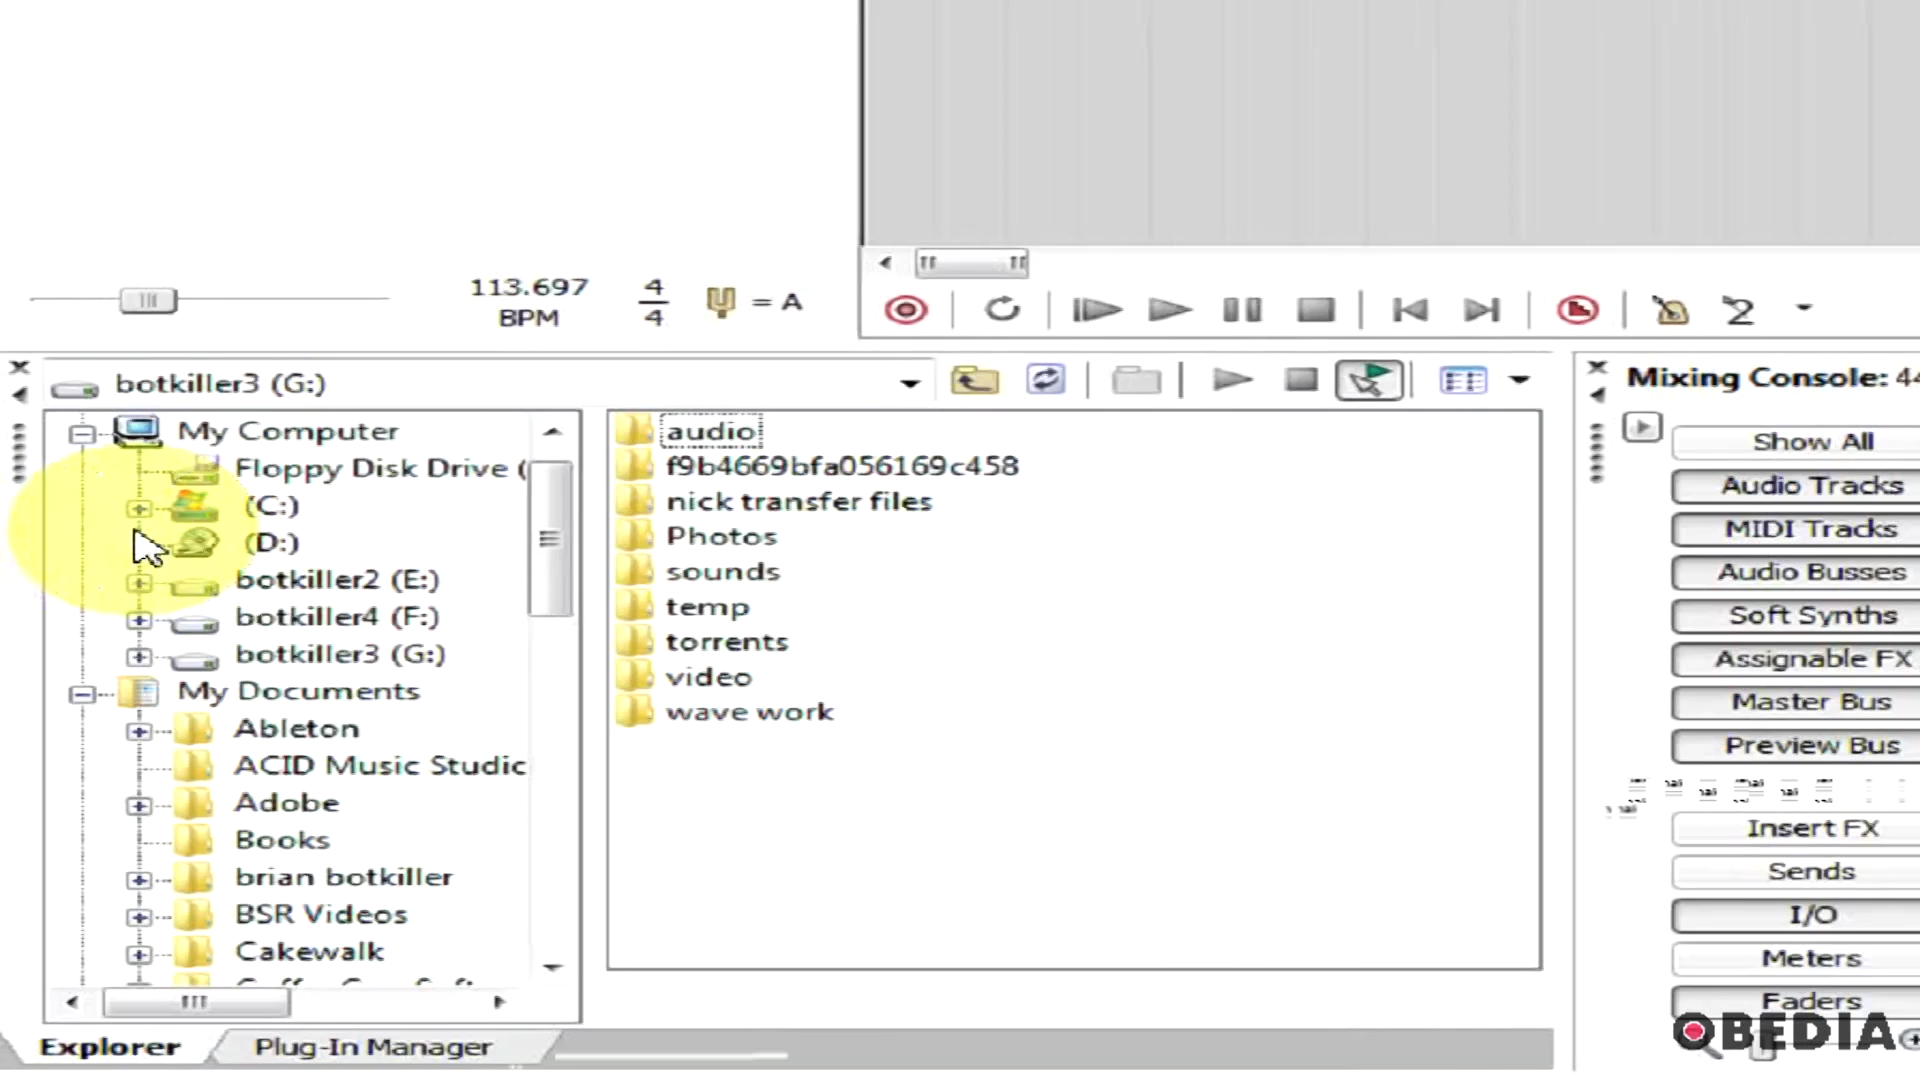 113.697
BPM
4
4
= A
botkiller3 (G:)
My Computer
Floppy Disk Drive (
(C:)
(D:)
botkiller2 (E:)
botkiller4 (F:)
botkiller3 (G:)
My Documents
Ableton
ACID Music Studic
Adobe
Books
brian botkiller
BSR Videos
Cakewalk
Explorer
Plug-In Manager
audio
f9b4669bfa056169c458
nick transfer files
Photos
sounds
temp
torrents
video
wave work
Mixing Console: 44
Show All
Audio Tracks
MIDI Tracks
Audio Busses
Soft Synths
Assignable FX
Master Bus
Preview Bus
Insert FX
Sends
I/O
Meters
Faders
OBEDIA